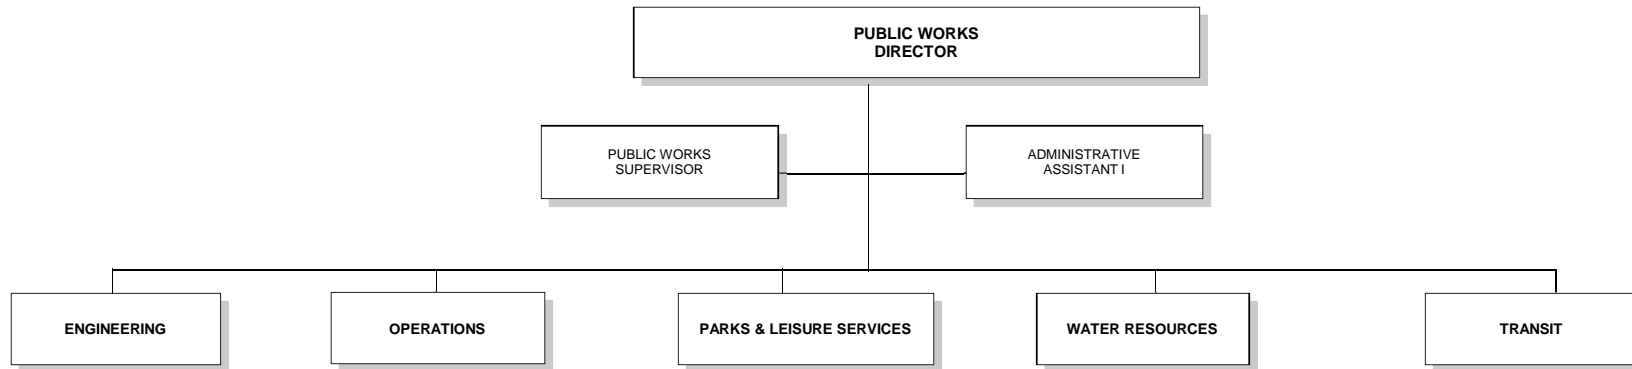 PUBLIC WORKS
DIRECTOR
PUBLIC WORKS
SUPERVISOR
ADMINISTRATIVE
ASSISTANT I
ENGINEERING
OPERATIONS
PARKS & LEISURE SERVICES
WATER RESOURCES
TRANSIT